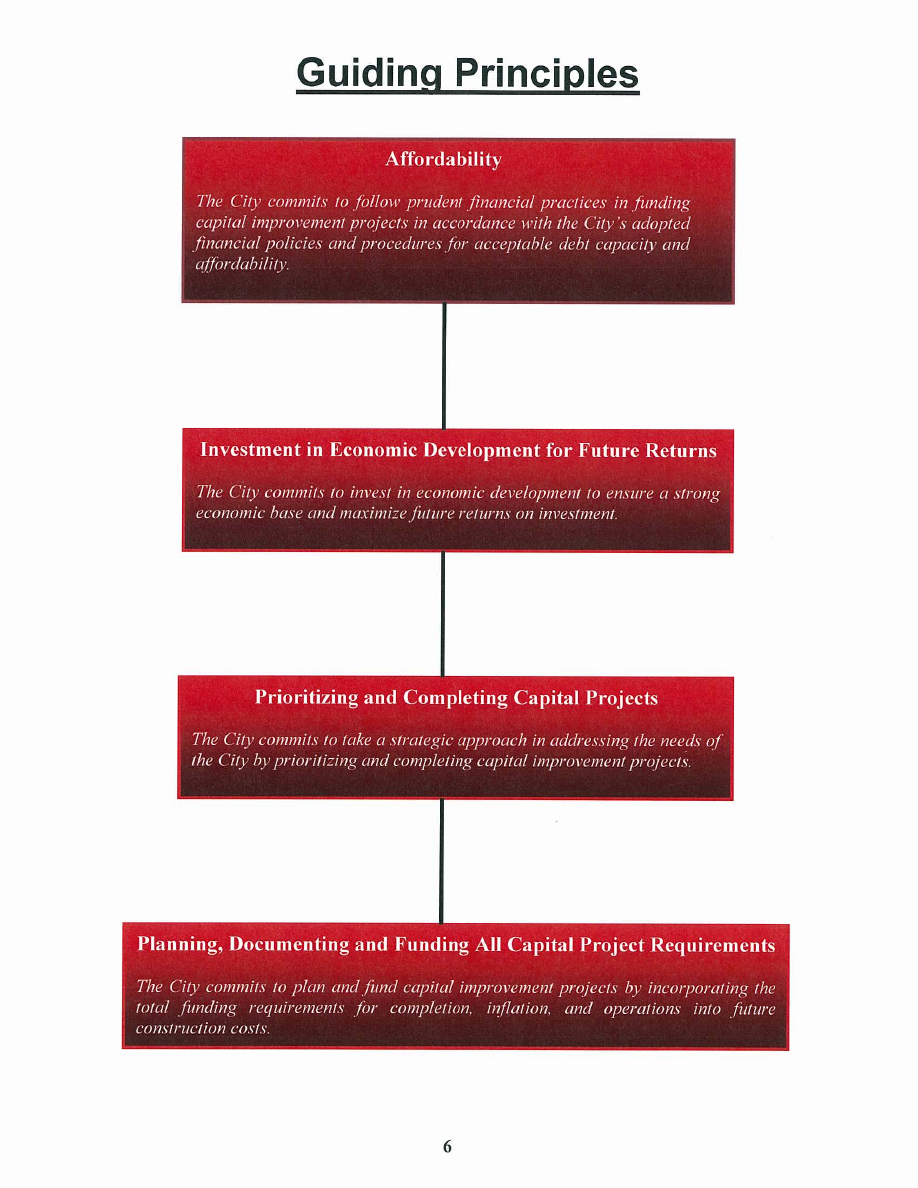 Guiding Principles
Affordability
The City commits to follow prudent financial practices in funding
capital improvement projects in accordance with the City's adopted
financial policies and procedures for acceptable debt capacity and
affordability.
Investment in Economic Development for Future Returns
The City commits to invest in economic development to ensure a strong
economic base and maximize future returns on investment.
Prioritizing and Completing Capital Projects
The City commits to take a strategic approach in addressing the needs of
the City by prioritizing and completing capital improvement projects.
Planning, Documenting and Funding All Capital Project Requirements
The City commits to plan and fund capital improvement projects by incorporating the
total funding requirements for completion, inflation, and operations into future
construction costs.
6